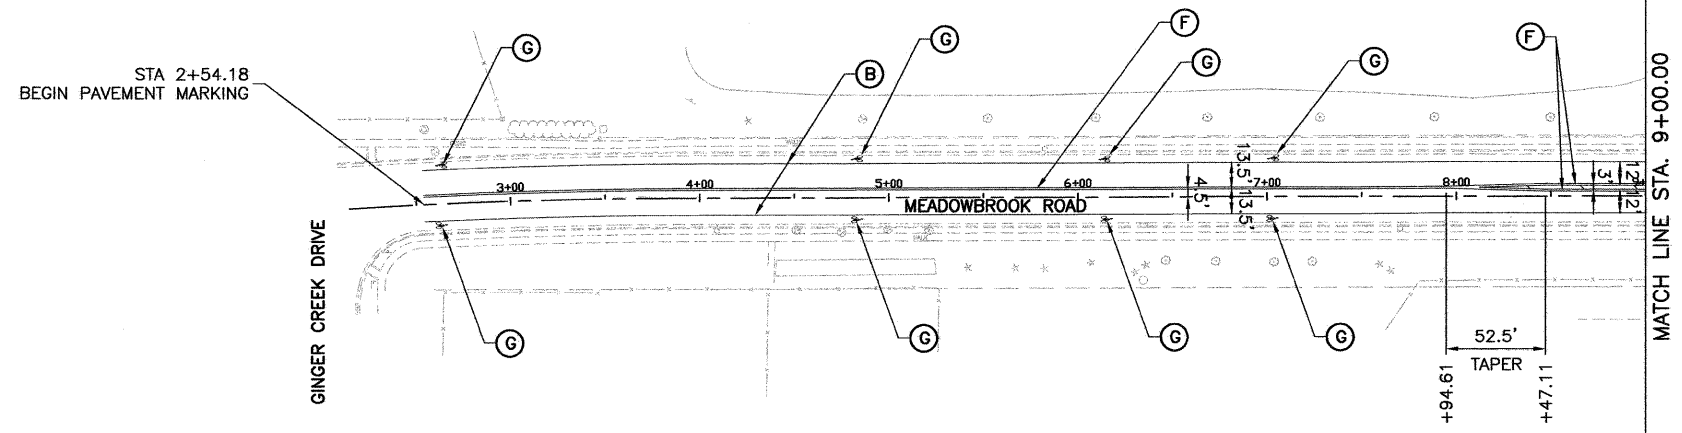 F
G
G
F
STA 2+54.18
BEGIN PAVEMENT MARKING
G
G
B
MATCH LINE STA. 9+00.00
3+00
4+00
5+00
6+00
7+00
8+00
13.5'
13.5'
4.5'
12'
3'
12'
MEADOWBROOK ROAD
GINGER CREEK DRIVE
G
G
G
G
52.5'
TAPER
+94.61
+47.11